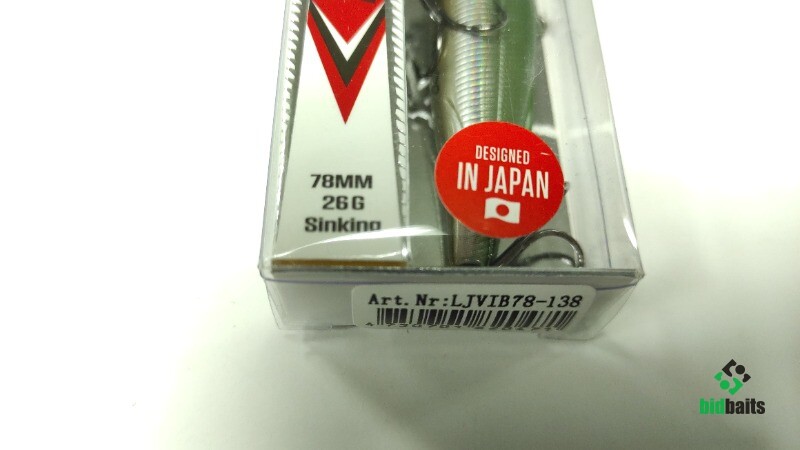 DESIGNED
IN JAPAN
78MM
26G
Sinking
Art.Nr:LJVIB78-138
bidbaits